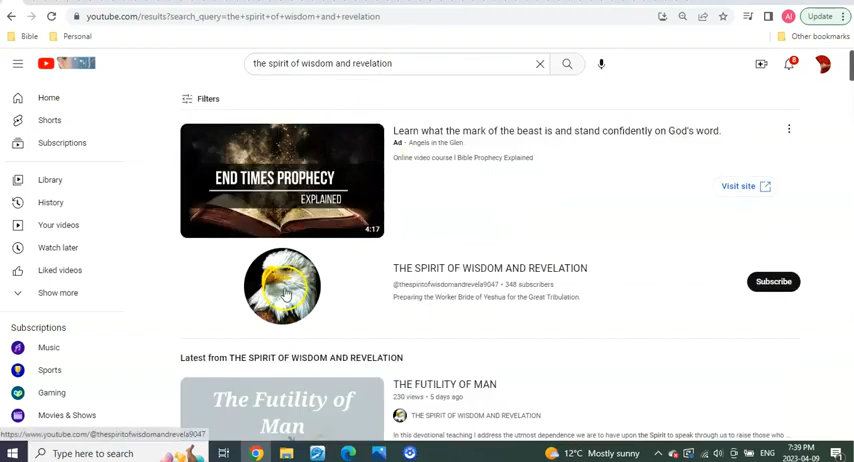 youtube.com/results?search_query=the+spirit+of+wisdom+and+revelation
AI
Update
Bible
Personal
Other bookmarks
the spirit of wisdom and revelation
8
Home
Shorts
Subscriptions
Library
History
Your videos
Watch later
Liked videos
Show more
Subscriptions
Music
Sports
Gaming
Movies & Shows
Filters
END TIMES PROPHECY
EXPLAINED
4:17
Learn what the mark of the beast is and stand confidently on God's word.
Ad · Angels in the Glen
Online video course l Bible Prophecy Explained
Visit site
THE SPIRIT OF WISDOM AND REVELATION
@thespiritofwisdomandrevela9047 • 348 subscribers
Preparing the Worker Bride of Yeshua for the Great Tribulation.
Subscribe
Latest from THE SPIRIT OF WISDOM AND REVELATION
The Futility of
Man
THE FUTILITY OF MAN
230 views • 5 days ago
THE SPIRIT OF WISDOM AND REVELATION
In this devotional teaching I address the utmost dependence we are to have upon the Spirit to speak through us to raise those who ...
https://www.youtube.com/@thespiritofwisdomandrevela9047
Type here to search
12°C Mostly sunny
ENG
7:39 PM
2023-04-09